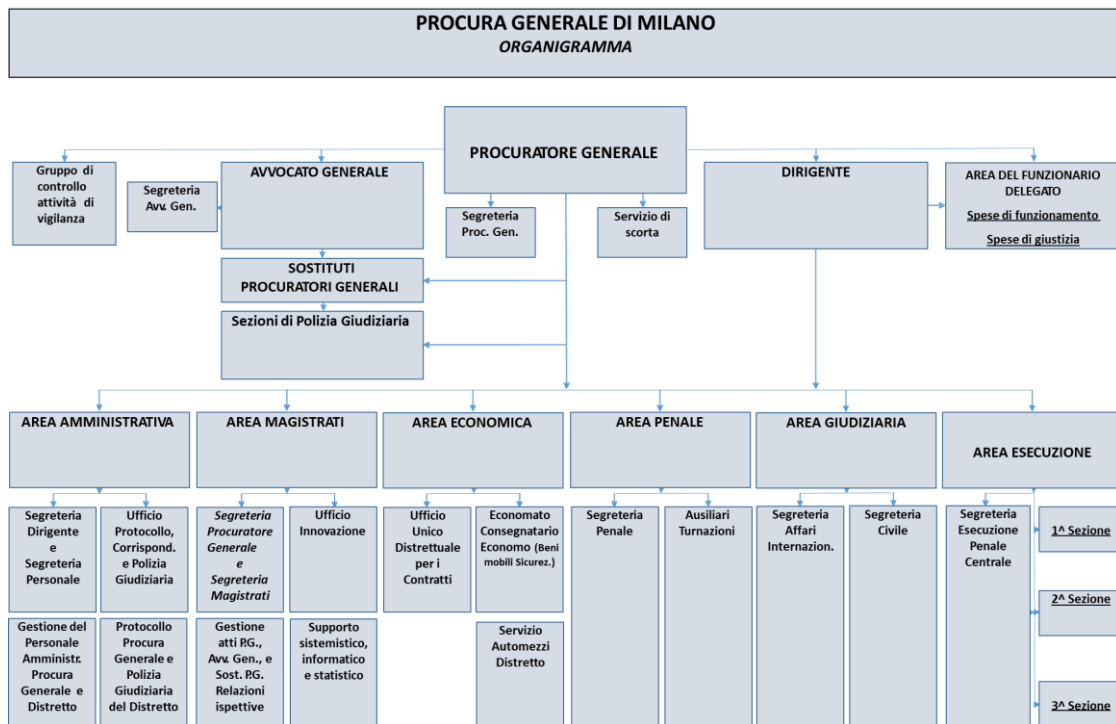 PROCURA GENERALE DI MILANO
ORGANIGRAMMA
PROCURATORE GENERALE
Gruppo di
controllo
attività di
vigilanza
Segreteria
Avv. Gen.
AVVOCATO GENERALE
Segreteria
Proc. Gen.
Servizio di
scorta
DIRIGENTE
AREA DEL FUNZIONARIO
DELEGATO
Spese di funzionamento
Spese di giustizia
SOSTITUTI
PROCURATORI GENERALI
Sezioni di Polizia Giudiziaria
AREA AMMINISTRATIVA
AREA MAGISTRATI
AREA ECONOMICA
AREA PENALE
AREA GIUDIZIARIA
AREA ESECUZIONE
Segreteria
Dirigente
e
Segreteria
Personale
Ufficio
Protocollo,
Corrispond.
e Polizia
Giudiziaria
Segreteria
Procuratore
Generale
e
Segreteria
Magistrati
Ufficio
Innovazione
Ufficio
Unico
Distrettuale
per i
Contratti
Economato
Consegnatario
Economo (Beni
mobili Sicurez.)
Segreteria
Penale
Ausiliari
Turnazioni
Segreteria
Affari
Internazion.
Segreteria
Civile
Segreteria
Esecuzione
Penale
Centrale
1^ Sezione
2^ Sezione
3^ Sezione
Gestione del
Personale
Amministr.
Procura
Generale e
Distretto
Protocollo
Procura
Generale e
Polizia
Giudiziaria
del Distretto
Gestione
atti P.G.,
Avv. Gen., e
Sost. P.G.
Relazioni
ispettive
Supporto
sistemistico,
informatico
e statistico
Servizio
Automezzi
Distretto